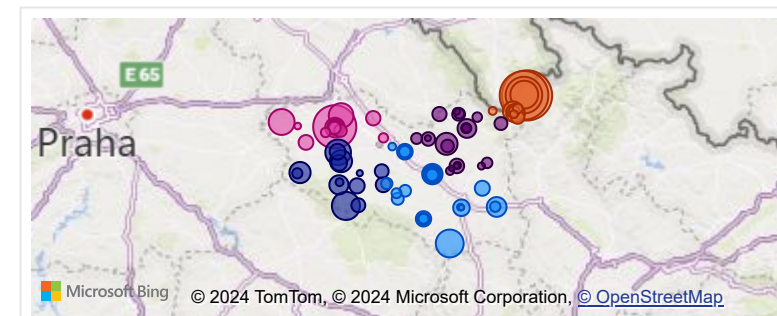 E 65
Praha
Microsoft Bing
© 2024 TomTom, © 2024 Microsoft Corporation, © OpenStreetMap